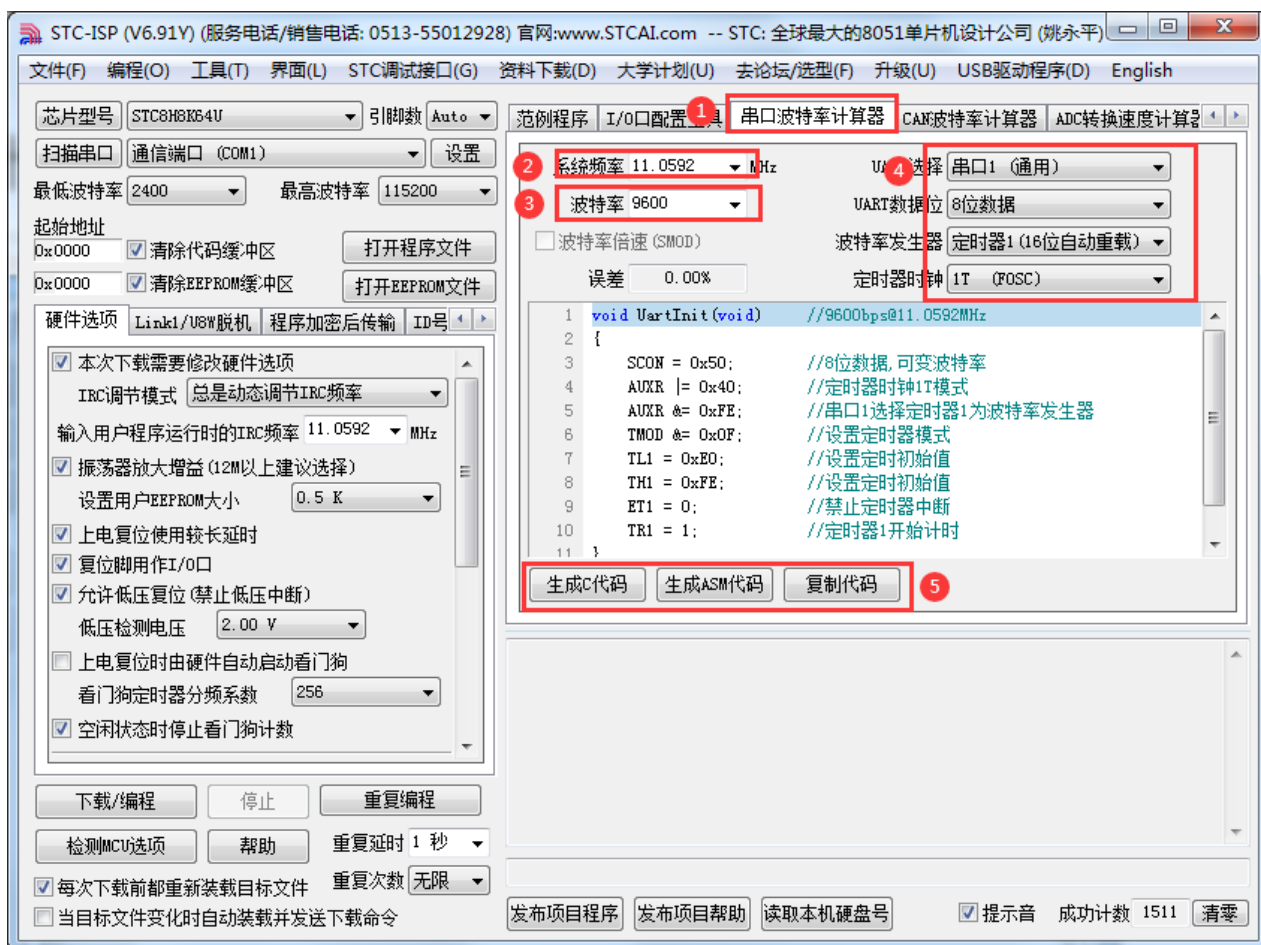 STC-ISP (V6.91Y) (服务电话/销售电话: 0513-55012928) 官网:www.STCAI.com -- STC: 全球最大的8051单片机设计公司 (姚永平)
文件(F) 编程(O) 工具(T) 界面(L) STC调试接口(G) 资料下载(D) 大学计划(U) 去论坛/选型(F) 升级(U) USB驱动程序(D) English
芯片型号 STC8H8K64U 引脚数 Auto
扫描串口 通信端口 (COM1) 设置
最低波特率 2400 最高波特率 115200
起始地址
0x0000 清除代码缓冲区 打开程序文件
0x0000 清除EEPROM缓冲区 打开EEPROM文件
硬件选项 Link1/U8W脱机 程序加密后传输 ID号
本次下载需要修改硬件选项
IRC调节模式 总是动态调节IRC频率
输入用户程序运行时的IRC频率 11.0592 MHz
振荡器放大增益(12M以上建议选择)
设置用户EEPROM大小 0.5 K
上电复位使用较长延时
复位脚用作I/O口
允许低压复位(禁止低压中断)
低压检测电压 2.00 V
上电复位时由硬件自动启动看门狗
看门狗定时器分频系数 256
空闲状态时停止看门狗计数
下载/编程 停止 重复编程
检测MCU选项 帮助 重复延时 1 秒
每次下载前都重新装载目标文件 重复次数 无限
当目标文件变化时自动装载并发送下载命令
范例程序 I/O口配置 具 1 串口波特率计算器 CAN波特率计算器 ADC转换速度计算器
2 系统频率 11.0592 MHz 4 选择 串口1 (通用)
3 波特率 9600 UART数据位 8位数据
波特率倍速(SMOD) 波特率发生器 定时器1(16位自动重载)
误差 0.00% 定时器时钟 1T (FOSC)
1 void UartInit(void) //9600bps@11.0592MHz
2 {
3 SCON = 0x50; //8位数据,可变波特率
4 AUXR |= 0x40; //定时器时钟1T模式
5 AUXR &= 0xFE; //串口1选择定时器1为波特率发生器
6 TMOD &= 0x0F; //设置定时器模式
7 TL1 = 0xE0; //设置定时初始值
8 TH1 = 0xFE; //设置定时初始值
9 ET1 = 0; //禁止定时器中断
10 TR1 = 1; //定时器1开始计时
11 }
生成C代码 生成ASM代码 复制代码 5
发布项目程序 发布项目帮助 读取本机硬盘号 提示音 成功计数 1511 清零